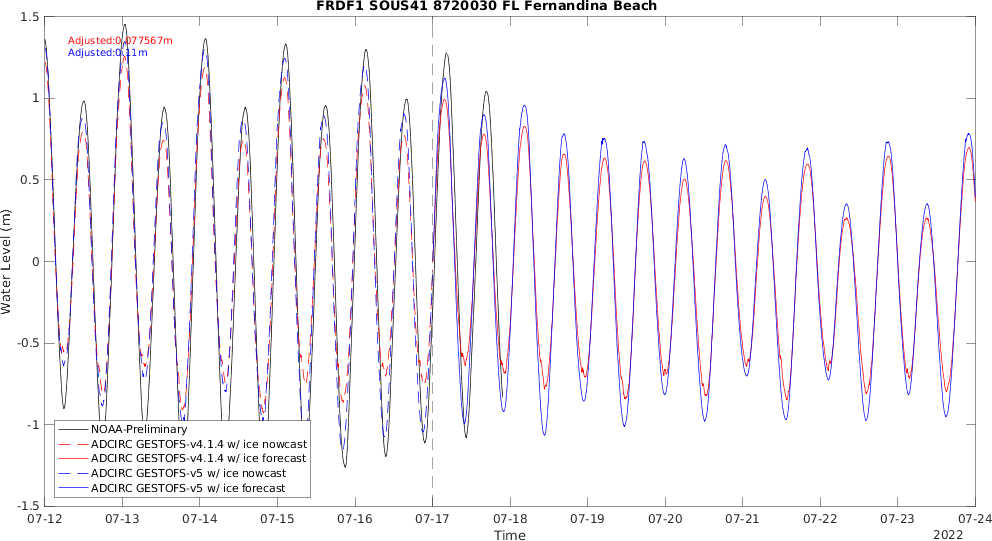 FRDF1 SOUS41 8720030 FL Fernandina Beach
Adjusted:0.077567m
Adjusted:0.11m
1.5
1
0.5
0
-0.5
-1
-1.5
Water Level (m)
NOAA-Preliminary
ADCIRC GESTOFS-v4.1.4 w/ ice nowcast
ADCIRC GESTOFS-v4.1.4 w/ ice forecast
ADCIRC GESTOFS-v5 w/ ice nowcast
ADCIRC GESTOFS-v5 w/ ice forecast
07-12 07-13 07-14 07-15 07-16 07-17 07-18 07-19 07-20 07-21 07-22 07-23 07-24
Time
2022